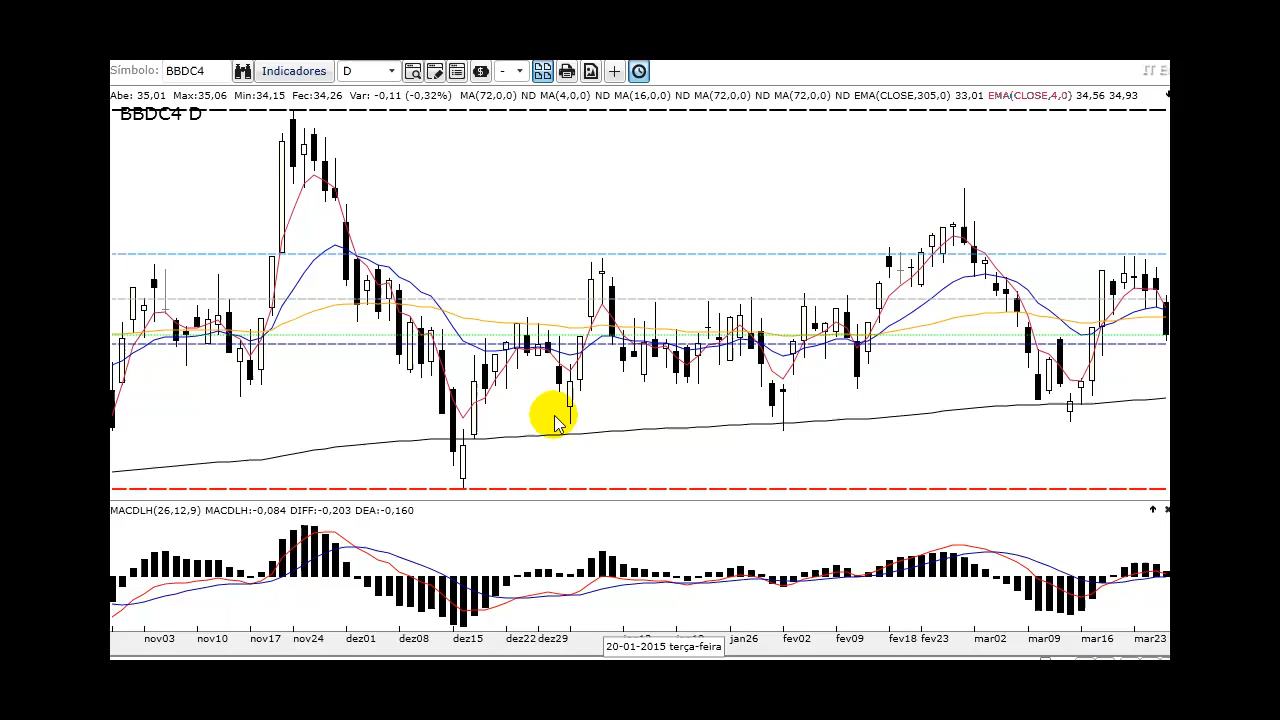 Símbolo: BBDC4 Indicadores D -
Abe: 35,01 Max:35,06 Min:34,15 Fec:34,26 Var: -0,11 (-0,32%) MA(72,0,0) ND MA(4,0,0) ND MA(16,0,0) ND MA(72,0,0) ND MA(72,0,0) ND EMA(CLOSE,305,0) 33,01 EMA(CLOSE,4,0) 34,56 34,93
BBDC4 D
MACDLH(26,12,9) MACDLH:-0,084 DIFF:-0,203 DEA:-0,160
nov03 nov10 nov17 nov24 dez01 dez08 dez15 dez22 dez29 jan26 fev02 fev09 fev18 fev23 mar02 mar09 mar16 mar23
20-01-2015 terça-feira